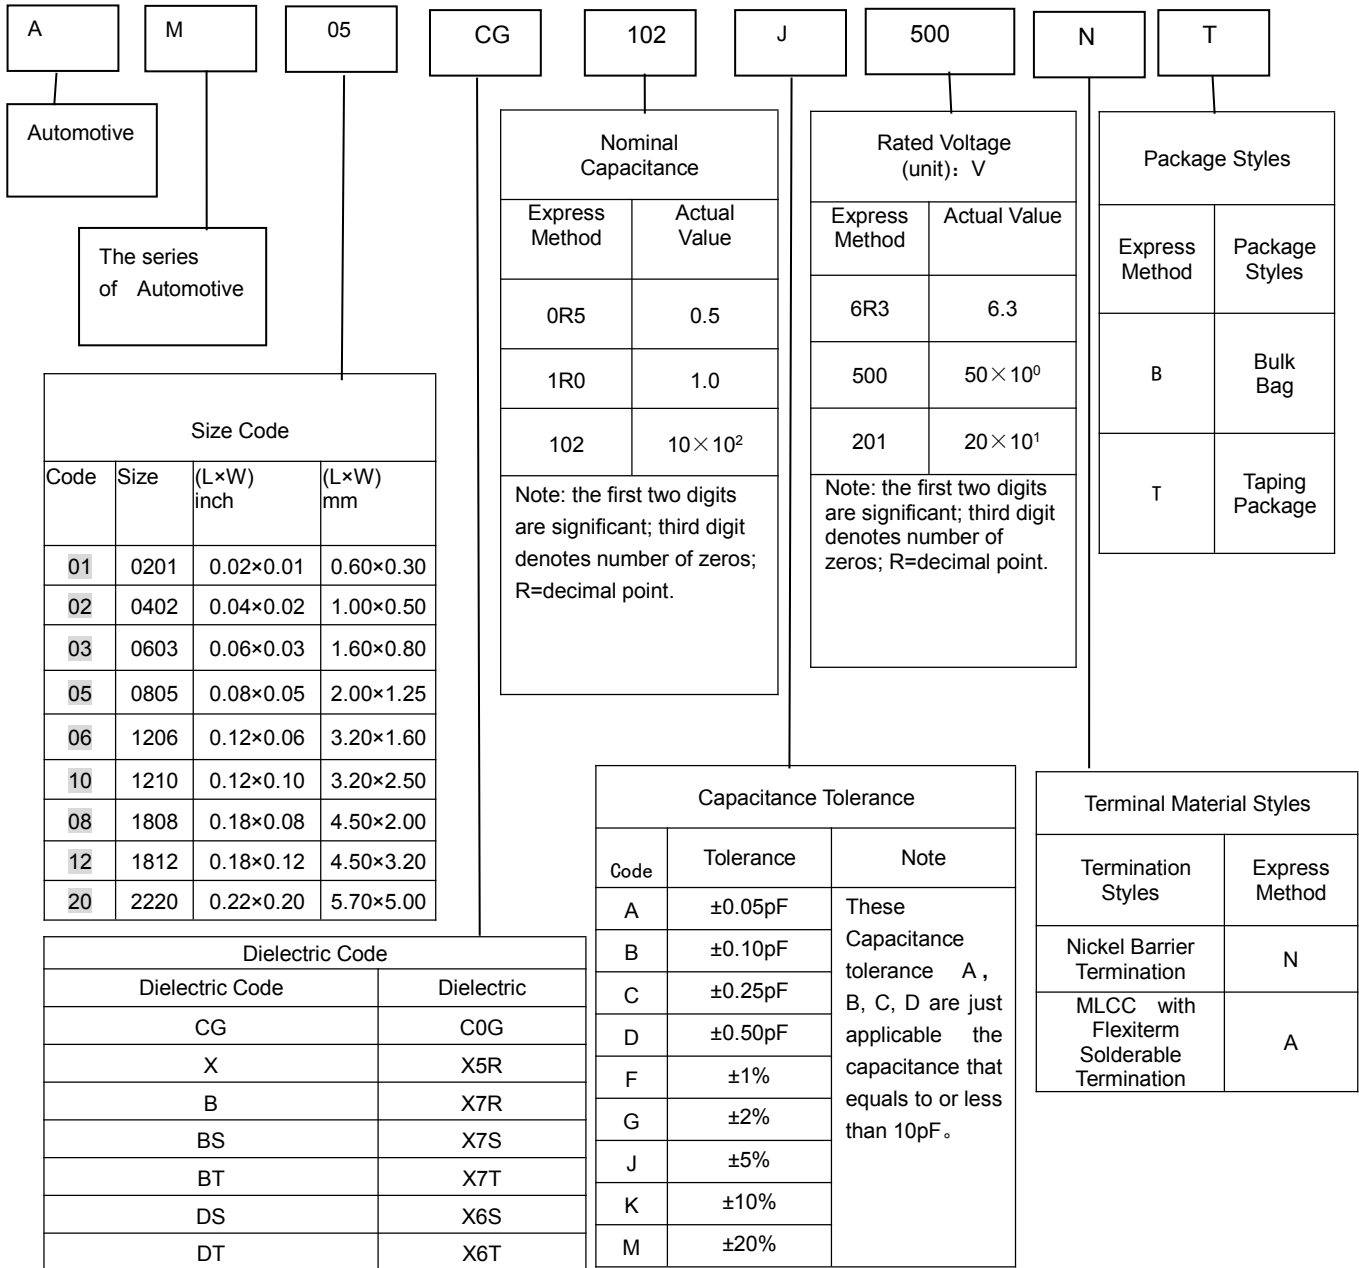 A M 05 CG 102 J 500 N T
Automotive
The series
of Automotive
Size Code
Code Size (L×W) inch (L×W) mm
01 0201 0.02×0.01 0.60×0.30
02 0402 0.04×0.02 1.00×0.50
03 0603 0.06×0.03 1.60×0.80
05 0805 0.08×0.05 2.00×1.25
06 1206 0.12×0.06 3.20×1.60
10 1210 0.12×0.10 3.20×2.50
08 1808 0.18×0.08 4.50×2.00
12 1812 0.18×0.12 4.50×3.20
20 2220 0.22×0.20 5.70×5.00
Dielectric Code
Dielectric Code Dielectric
CG C0G
X X5R
B X7R
BS X7S
BT X7T
DS X6S
DT X6T
Nominal
Capacitance
Express Method Actual Value
0R5 0.5
1R0 1.0
102 10×10²
Note: the first two digits
are significant; third digit
denotes number of zeros;
R=decimal point.
Rated Voltage
(unit)：V
Express Method Actual Value
6R3 6.3
500 50×10⁰
201 20×10¹
Note: the first two digits
are significant; third digit
denotes number of
zeros; R=decimal point.
Package Styles
Express Method Package Styles
B Bulk Bag
T Taping Package
Capacitance Tolerance
Code Tolerance Note
A ±0.05pF
B ±0.10pF
C ±0.25pF
D ±0.50pF
F ±1%
G ±2%
J ±5%
K ±10%
M ±20%
These
Capacitance
tolerance A，
B, C, D are just
applicable the
capacitance that
equals to or less
than 10pF。
Terminal Material Styles
Termination Styles Express Method
Nickel Barrier Termination N
MLCC with Flexiterm Solderable Termination A